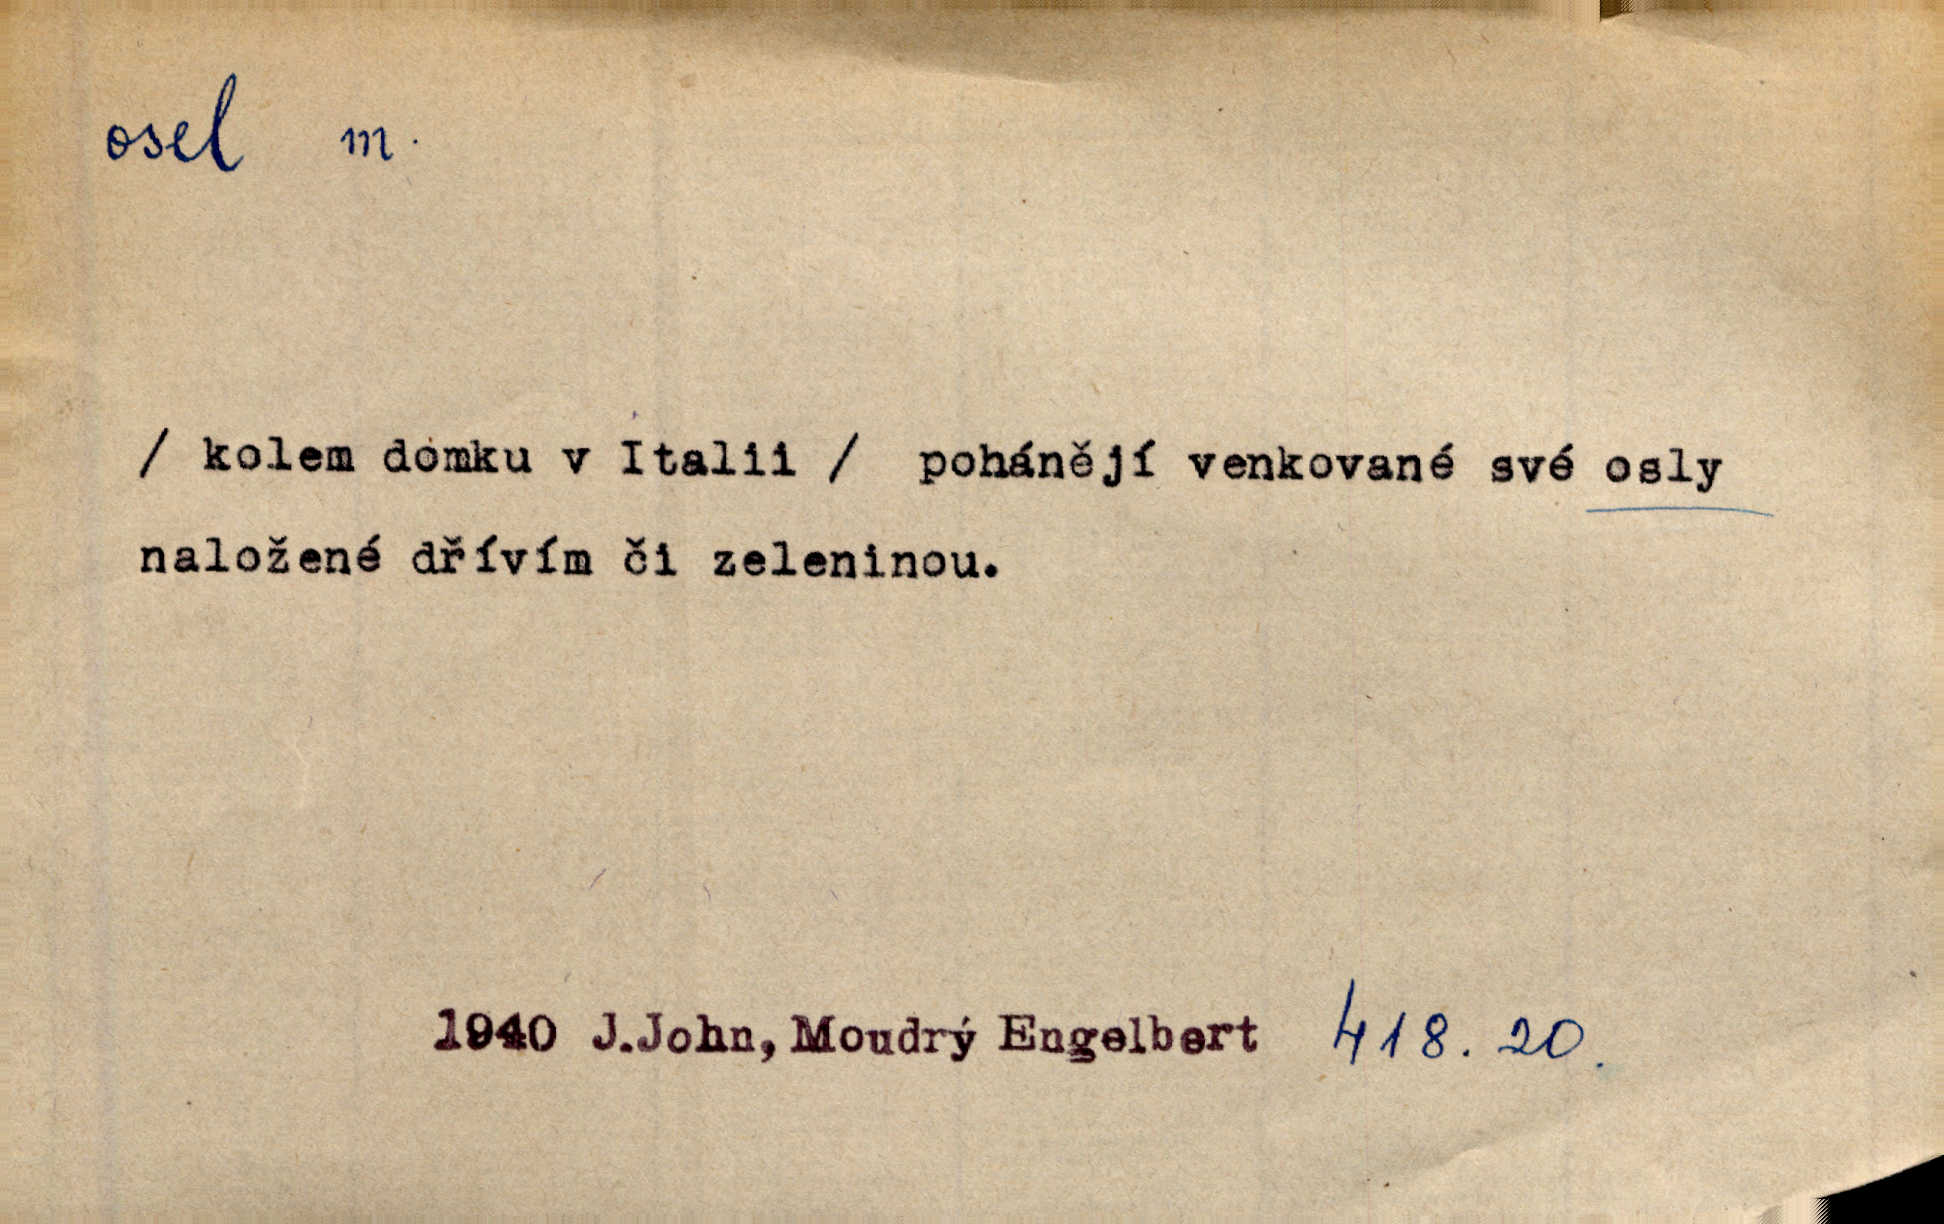 osel m.
/ kolem domku v Italii / pohánějí venkované své osly
naložené dřívím či zeleninou.
1940 J.John, Moudrý Engelbert 418. 20.